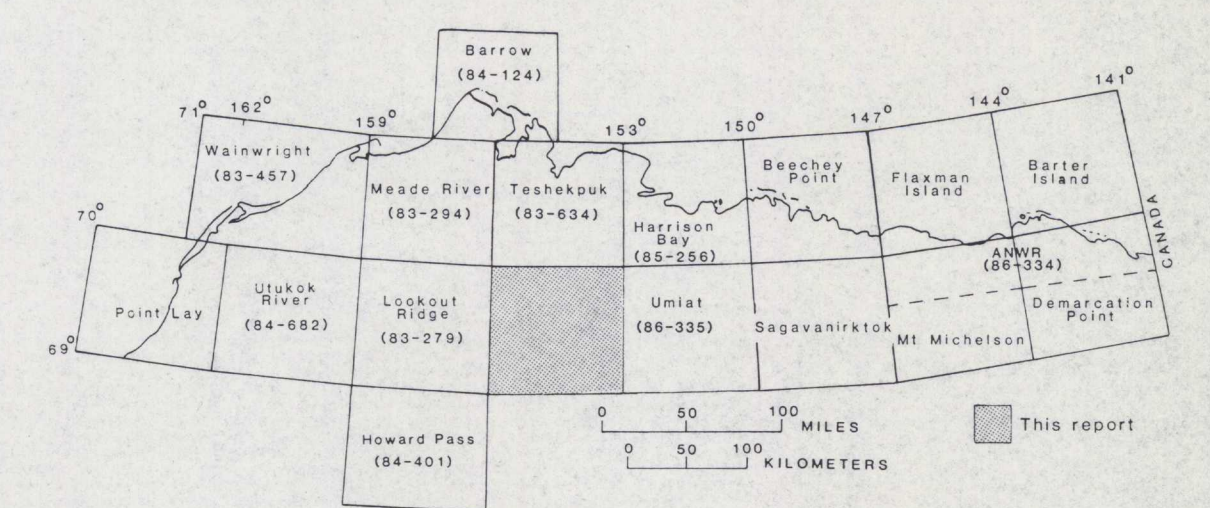 Barrow
(84-124)
71°
162°
159°
153°
150°
147°
144°
141°
Wainwright
(83-457)
Meade River
(83-294)
Teshekpuk
(83-634)
Harrison
Bay
(85-256)
Beechey
Point
Flaxman
Island
Barter
Island
CANADA
70°
ANWR
(86-334)
Point Lay
Utukok
River
(84-682)
Lookout
Ridge
(83-279)
Umiat
(86-335)
Sagavanirktok
Mt Michelson
Demarcation
Point
69°
Howard Pass
(84-401)
0 50 100
MILES
0 50 100
KILOMETERS
This report